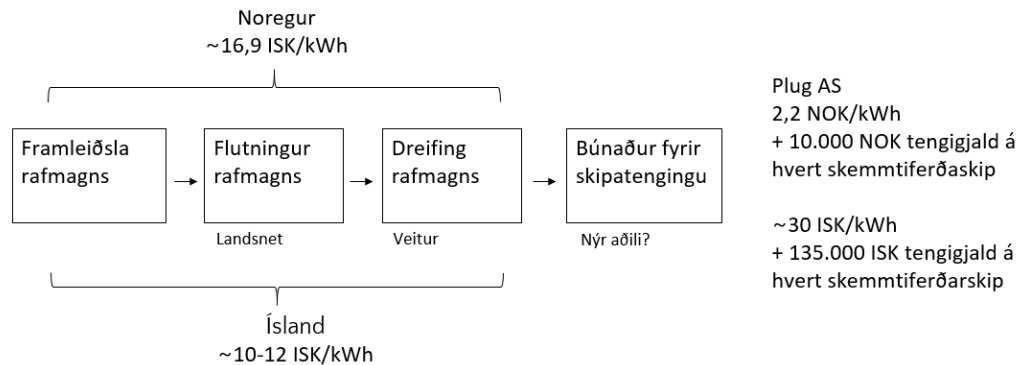 Noregur
~16,9 ISK/kWh
Framleiðsla
rafmagns
Flutningur
rafmagns
Dreifing
rafmagns
Búnaður fyrir
skipatengingu
Landsnet
Veitur
Nýr aðili?
Ísland
~10-12 ISK/kWh
Plug AS
2,2 NOK/kWh
+ 10.000 NOK tengigjald á
hvert skemmtiferðaskip
~30 ISK/kWh
+ 135.000 ISK tengigjald á
hvert skemmtiferðarskip